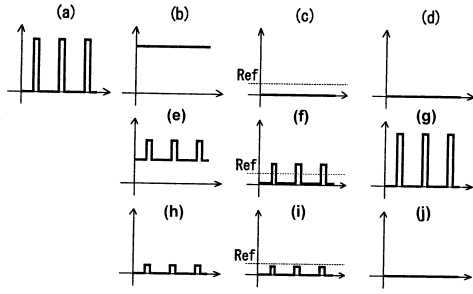 (a) (b) (c) (d)
Ref
(e) (f) (g)
Ref
(h) (i) (j)
Ref